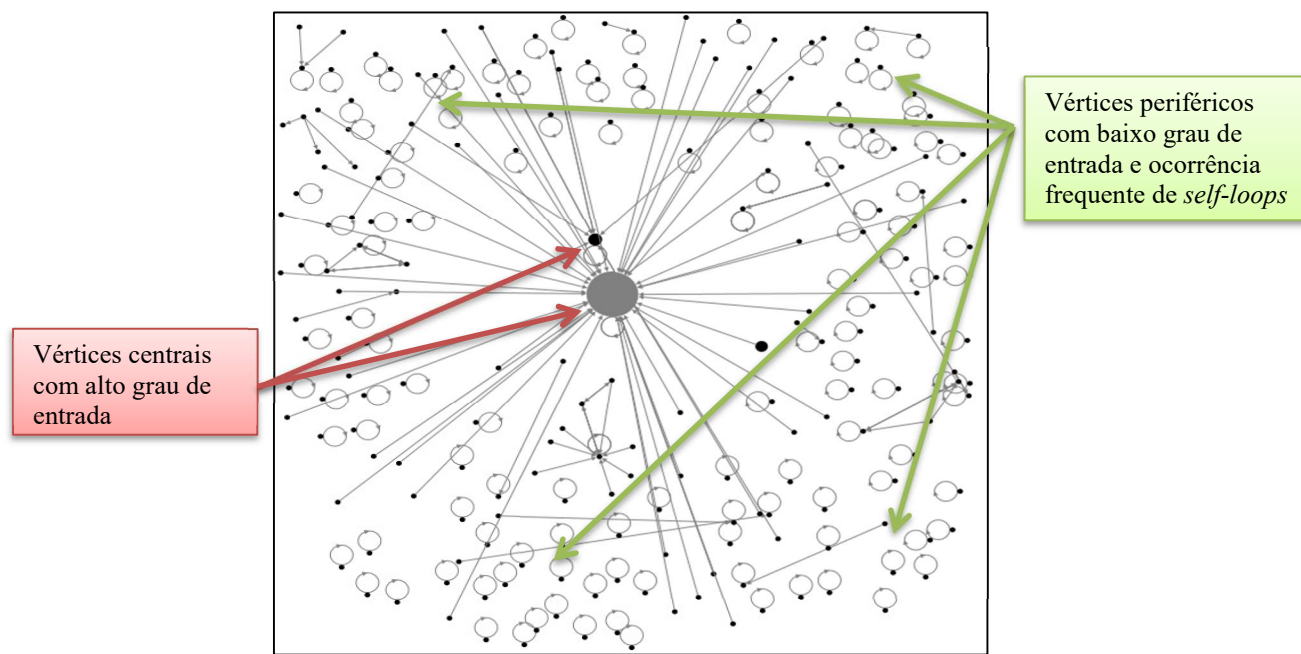 Vértices periféricos
com baixo grau de
entrada e ocorrência
frequente de self-loops
Vértices centrais
com alto grau de
entrada